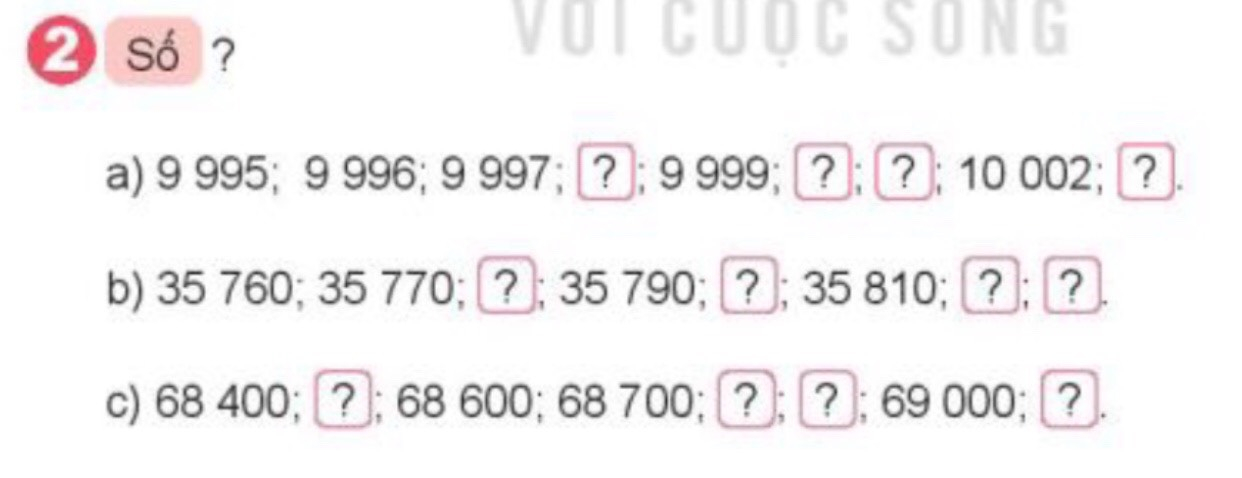 VỚI CUỘC SỐNG
2 Số ?
a) 9 995; 9 996; 9 997; ? ; 9 999; ? ; ? ; 10 002; ? .
b) 35 760; 35 770; ? ; 35 790; ? ; 35 810; ? ; ? .
c) 68 400; ? ; 68 600; 68 700; ? ; ? ; 69 000; ? .